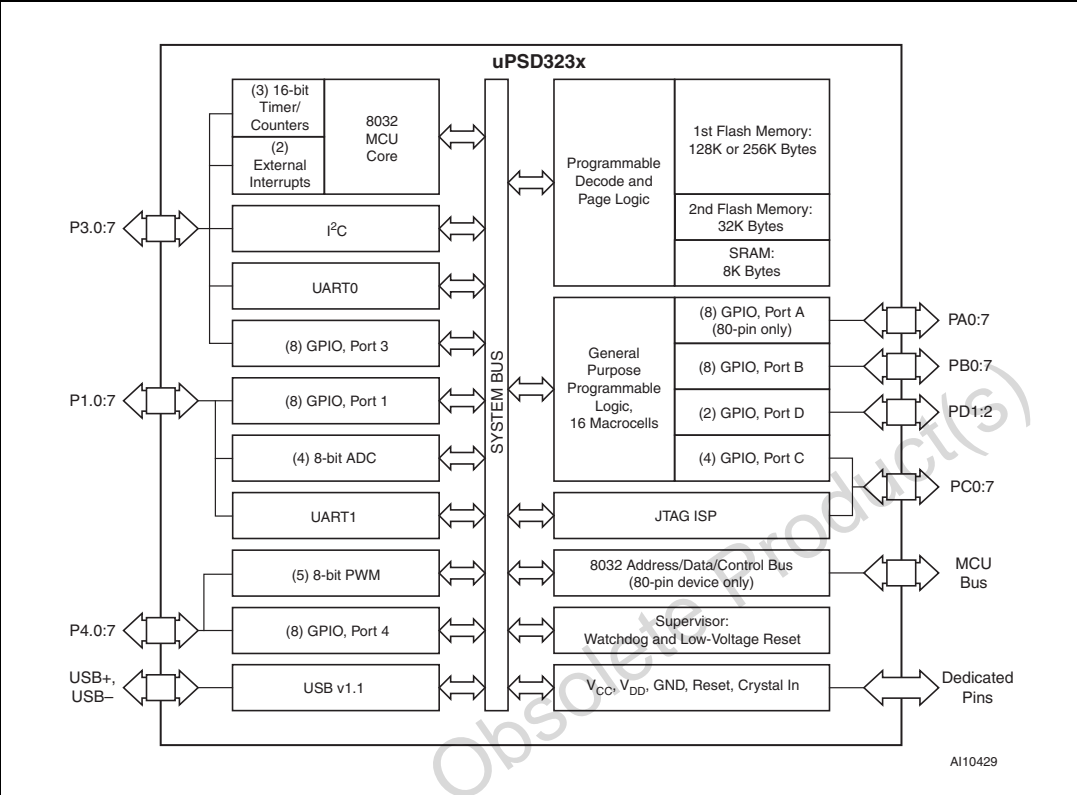 uPSD323x
(3) 16-bit
Timer/
Counters
(2)
External
Interrupts
8032
MCU
Core
I²C
UART0
(8) GPIO, Port 3
(8) GPIO, Port 1
(4) 8-bit ADC
UART1
(5) 8-bit PWM
(8) GPIO, Port 4
USB v1.1
P3.0:7
P1.0:7
P4.0:7
USB+,
USB–
SYSTEM BUS
Programmable
Decode and
Page Logic
1st Flash Memory:
128K or 256K Bytes
2nd Flash Memory:
32K Bytes
SRAM:
8K Bytes
General
Purpose
Programmable
Logic,
16 Macrocells
(8) GPIO, Port A
(80-pin only)
(8) GPIO, Port B
(2) GPIO, Port D
(4) GPIO, Port C
JTAG ISP
8032 Address/Data/Control Bus
(80-pin device only)
Supervisor:
Watchdog and Low-Voltage Reset
VCC, VDD, GND, Reset, Crystal In
PA0:7
PB0:7
PD1:2
PC0:7
MCU
Bus
Dedicated
Pins
Obsolete Product(s)
AI10429